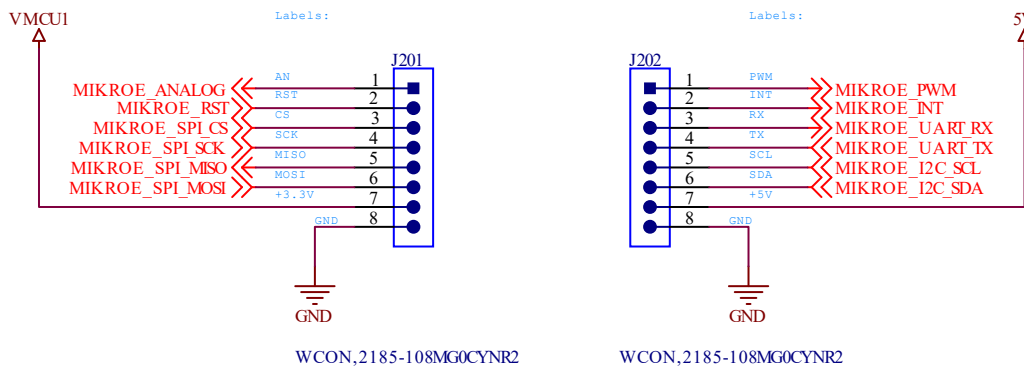 Labels:
VMCU1
J201
MIKROE_ANALOG
AN
1
MIKROE_RST
RST
2
MIKROE_SPI_CS
CS
3
MIKROE_SPI_SCK
SCK
4
MIKROE_SPI_MISO
MISO
5
MIKROE_SPI_MOSI
MOSI
6
+3.3V
7
GND
8
GND
WCON,2185-108MG0CYNR2
Labels:
J202
1
PWM
MIKROE_PWM
2
INT
MIKROE_INT
3
RX
MIKROE_UART_RX
4
TX
MIKROE_UART_TX
5
SCL
MIKROE_I2C_SCL
6
SDA
MIKROE_I2C_SDA
7
+5V
8
GND
GND
WCON,2185-108MG0CYNR2